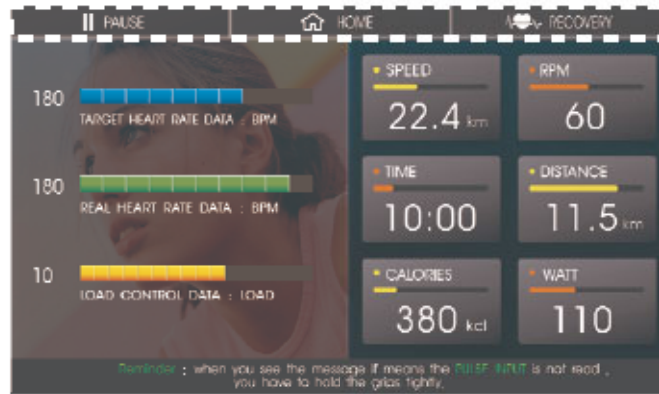 PAUSE HOME RECOVERY
180
TARGET HEART RATE DATA : BPM
180
REAL HEART RATE DATA : BPM
10
LOAD CONTROL DATA : LOAD
SPEED
22.4 km
RPM
60
TIME
10:00
DISTANCE
11.5 km
CALORIES
380 kcl
WATT
110
Reminder : when you see the message if means the PULSE INPUT is not read ,
you have to hold the grips tightly,